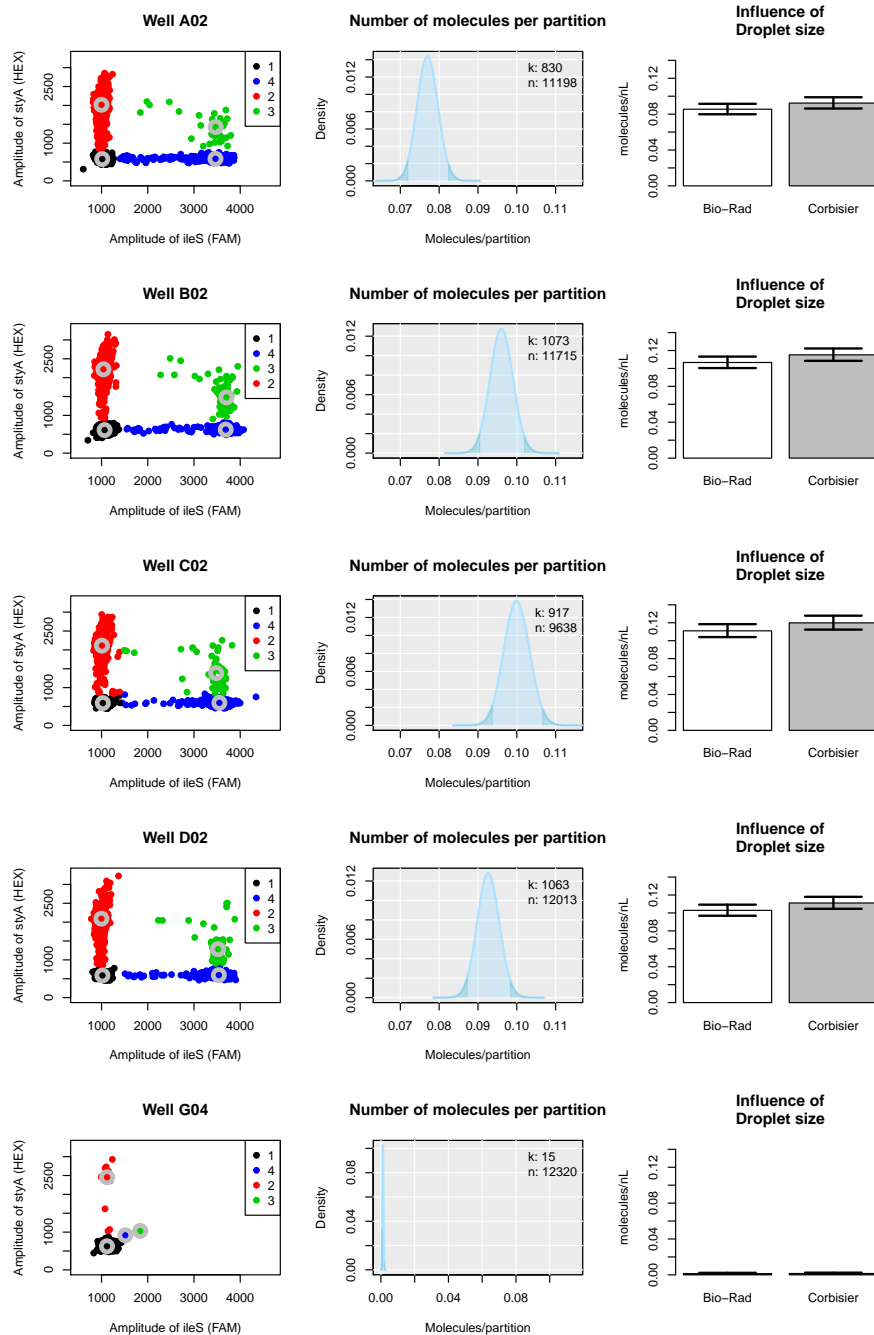 Well A02
Number of molecules per partition
Influence of
Droplet size
Amplitude of styA (HEX)
0 1000 2500
1
4
2
3
1000 2000 3000 4000
Amplitude of ileS (FAM)
Density
0.000 0.006 0.012
k: 830
n: 11198
0.07 0.08 0.09 0.10 0.11
Molecules/partition
molecules/nL
0.00 0.04 0.08 0.12
Bio−Rad Corbisier
Well B02
Number of molecules per partition
Influence of
Droplet size
Amplitude of styA (HEX)
0 1000 2500
1
4
3
2
1000 2000 3000 4000
Amplitude of ileS (FAM)
Density
0.000 0.006 0.012
k: 1073
n: 11715
0.07 0.08 0.09 0.10 0.11
Molecules/partition
molecules/nL
0.00 0.04 0.08 0.12
Bio−Rad Corbisier
Well C02
Number of molecules per partition
Influence of
Droplet size
Amplitude of styA (HEX)
0 1000 2500
1
4
2
3
1000 2000 3000 4000
Amplitude of ileS (FAM)
Density
0.000 0.006 0.012
k: 917
n: 9638
0.07 0.08 0.09 0.10 0.11
Molecules/partition
molecules/nL
0.00 0.04 0.08 0.12
Bio−Rad Corbisier
Well D02
Number of molecules per partition
Influence of
Droplet size
Amplitude of styA (HEX)
0 1000 2500
1
4
2
3
1000 2000 3000 4000
Amplitude of ileS (FAM)
Density
0.000 0.006 0.012
k: 1063
n: 12013
0.07 0.08 0.09 0.10 0.11
Molecules/partition
molecules/nL
0.00 0.04 0.08 0.12
Bio−Rad Corbisier
Well G04
Number of molecules per partition
Influence of
Droplet size
Amplitude of styA (HEX)
0 1000 2500
1
4
2
3
1000 2000 3000 4000
Amplitude of ileS (FAM)
Density
0.00 0.04 0.08
k: 15
n: 12320
0.00 0.04 0.08
Molecules/partition
molecules/nL
0.00 0.04 0.08 0.12
Bio−Rad Corbisier